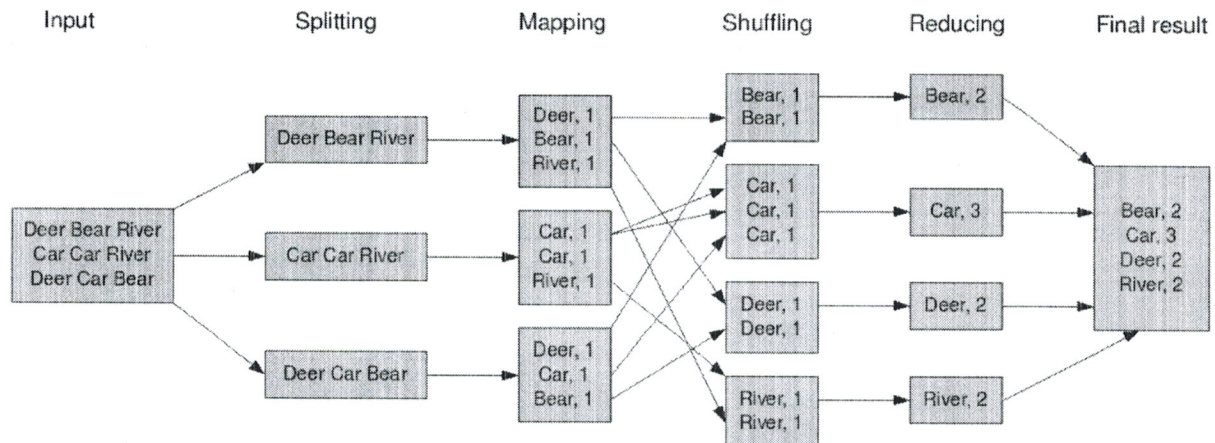 Input
Splitting
Mapping
Shuffling
Reducing
Final result
Deer Bear River
Car Car River
Deer Car Bear
Deer Bear River
Car Car River
Deer Car Bear
Deer, 1
Bear, 1
River, 1
Car, 1
Car, 1
River, 1
Deer, 1
Car, 1
Bear, 1
Bear, 1
Bear, 1
Car, 1
Car, 1
Car, 1
Deer, 1
Deer, 1
River, 1
River, 1
Bear, 2
Car, 3
Deer, 2
River, 2
Bear, 2
Car, 3
Deer, 2
River, 2